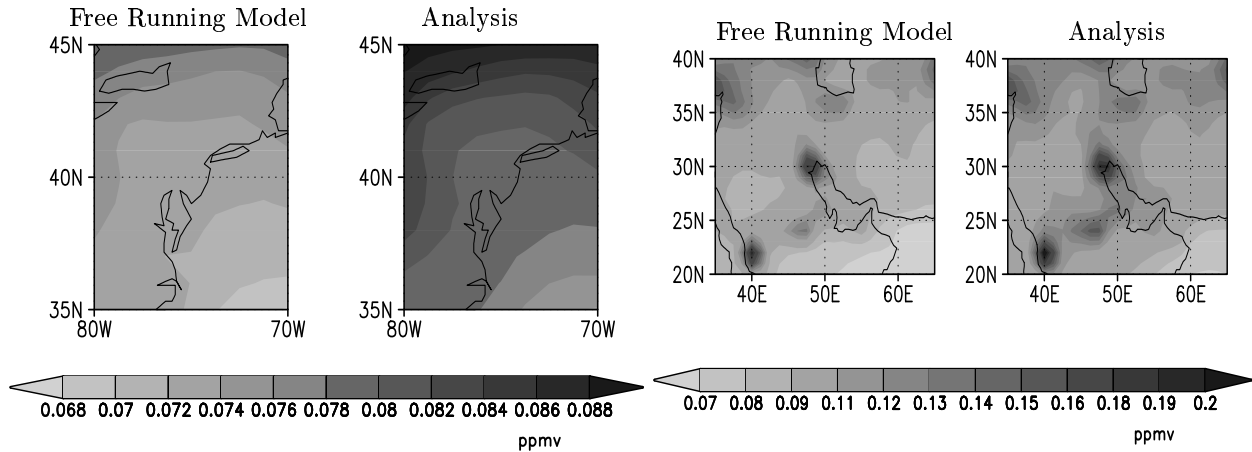 Free Running Model
Analysis
Free Running Model
Analysis
45N
40N
35N
80W
70W
45N
40N
35N
80W
70W
40N
35N
30N
25N
20N
40E
50E
60E
40N
35N
30N
25N
20N
40E
50E
60E
0.068 0.07 0.072 0.074 0.076 0.078 0.08 0.082 0.084 0.086 0.088
ppmv
0.07 0.08 0.09 0.11 0.12 0.13 0.14 0.15 0.16 0.18 0.19 0.2
ppmv